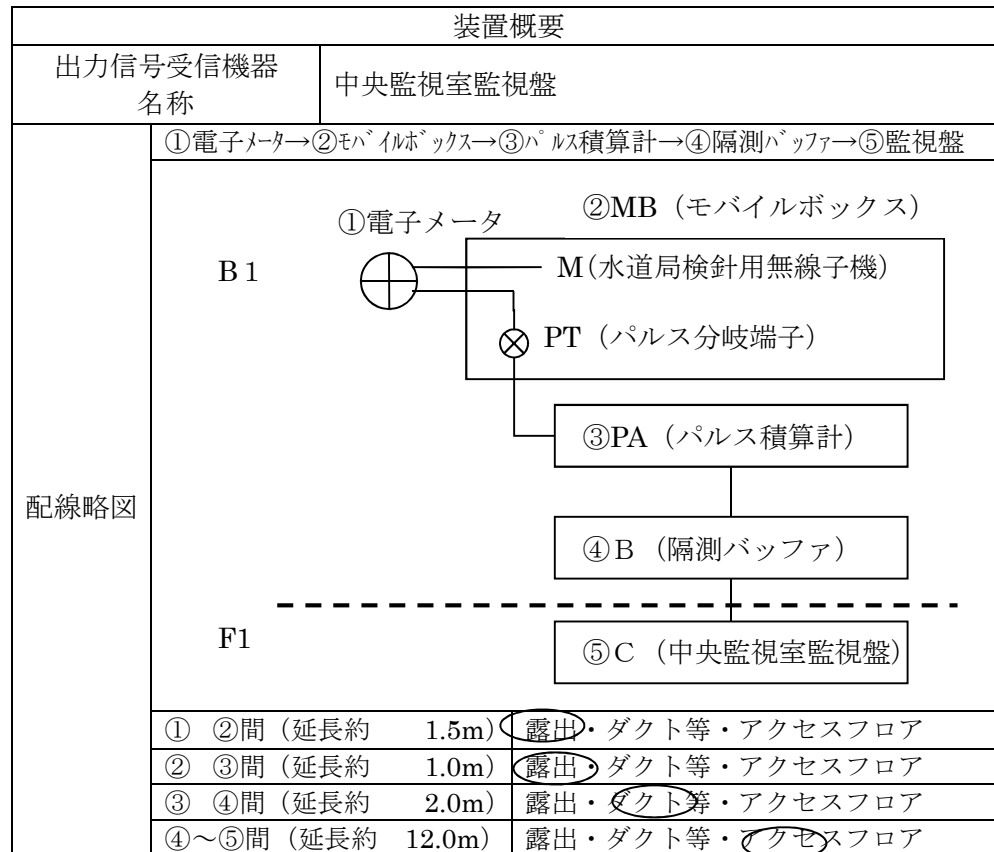 装置概要
出力信号受信機器
名称
中央監視室監視盤
①電子ﾒｰﾀ→②ﾓﾊﾞｲﾙﾎﾞｯｸｽ→③ﾊﾟﾙｽ積算計→④隔測ﾊﾞｯﾌｧ→⑤監視盤
②MB（モバイルボックス）
①電子メータ
B１
M(水道局検針用無線子機）
PT（パルス分岐端子）
③PA（パルス積算計）
配線略図
④Ｂ（隔測バッファ）
F1
⑤Ｃ（中央監視室監視盤）
①　②間（延長約　1.5m）　露出・ダクト等・アクセスフロア
②　③間（延長約　1.0m）　露出・ダクト等・アクセスフロア
③　④間（延長約　2.0m）　露出・ダクト等・アクセスフロア
④～⑤間（延長約　12.0m）　露出・ダクト等・アクセスフロア